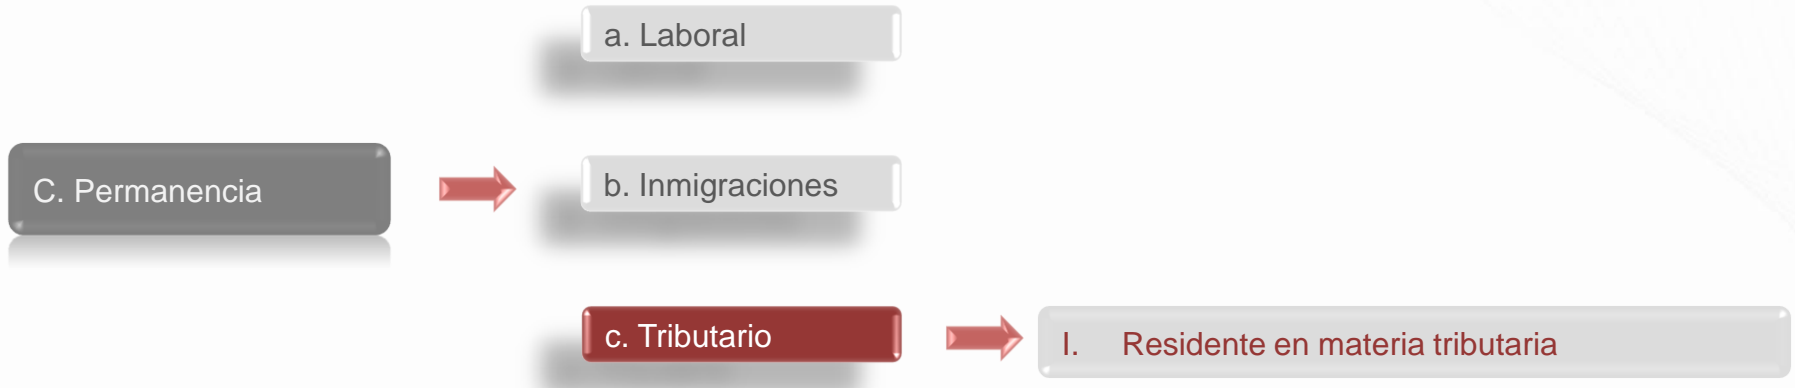 a. Laboral
C. Permanencia
b. Inmigraciones
c. Tributario
I. Residente en materia tributaria